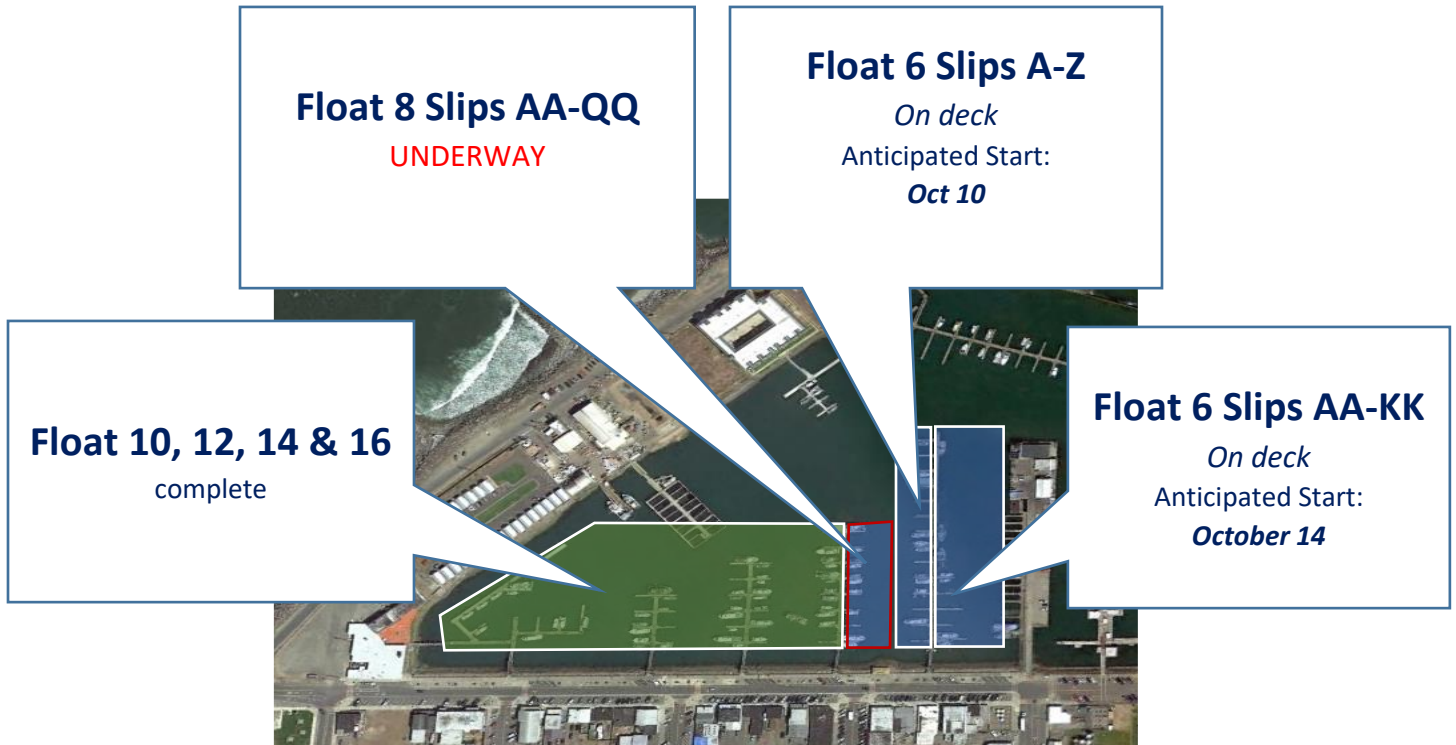 Float 8 Slips AA-QQ
UNDERWAY
Float 6 Slips A-Z
On deck
Anticipated Start:
Oct 10
Float 10, 12, 14 & 16
complete
Float 6 Slips AA-KK
On deck
Anticipated Start:
October 14